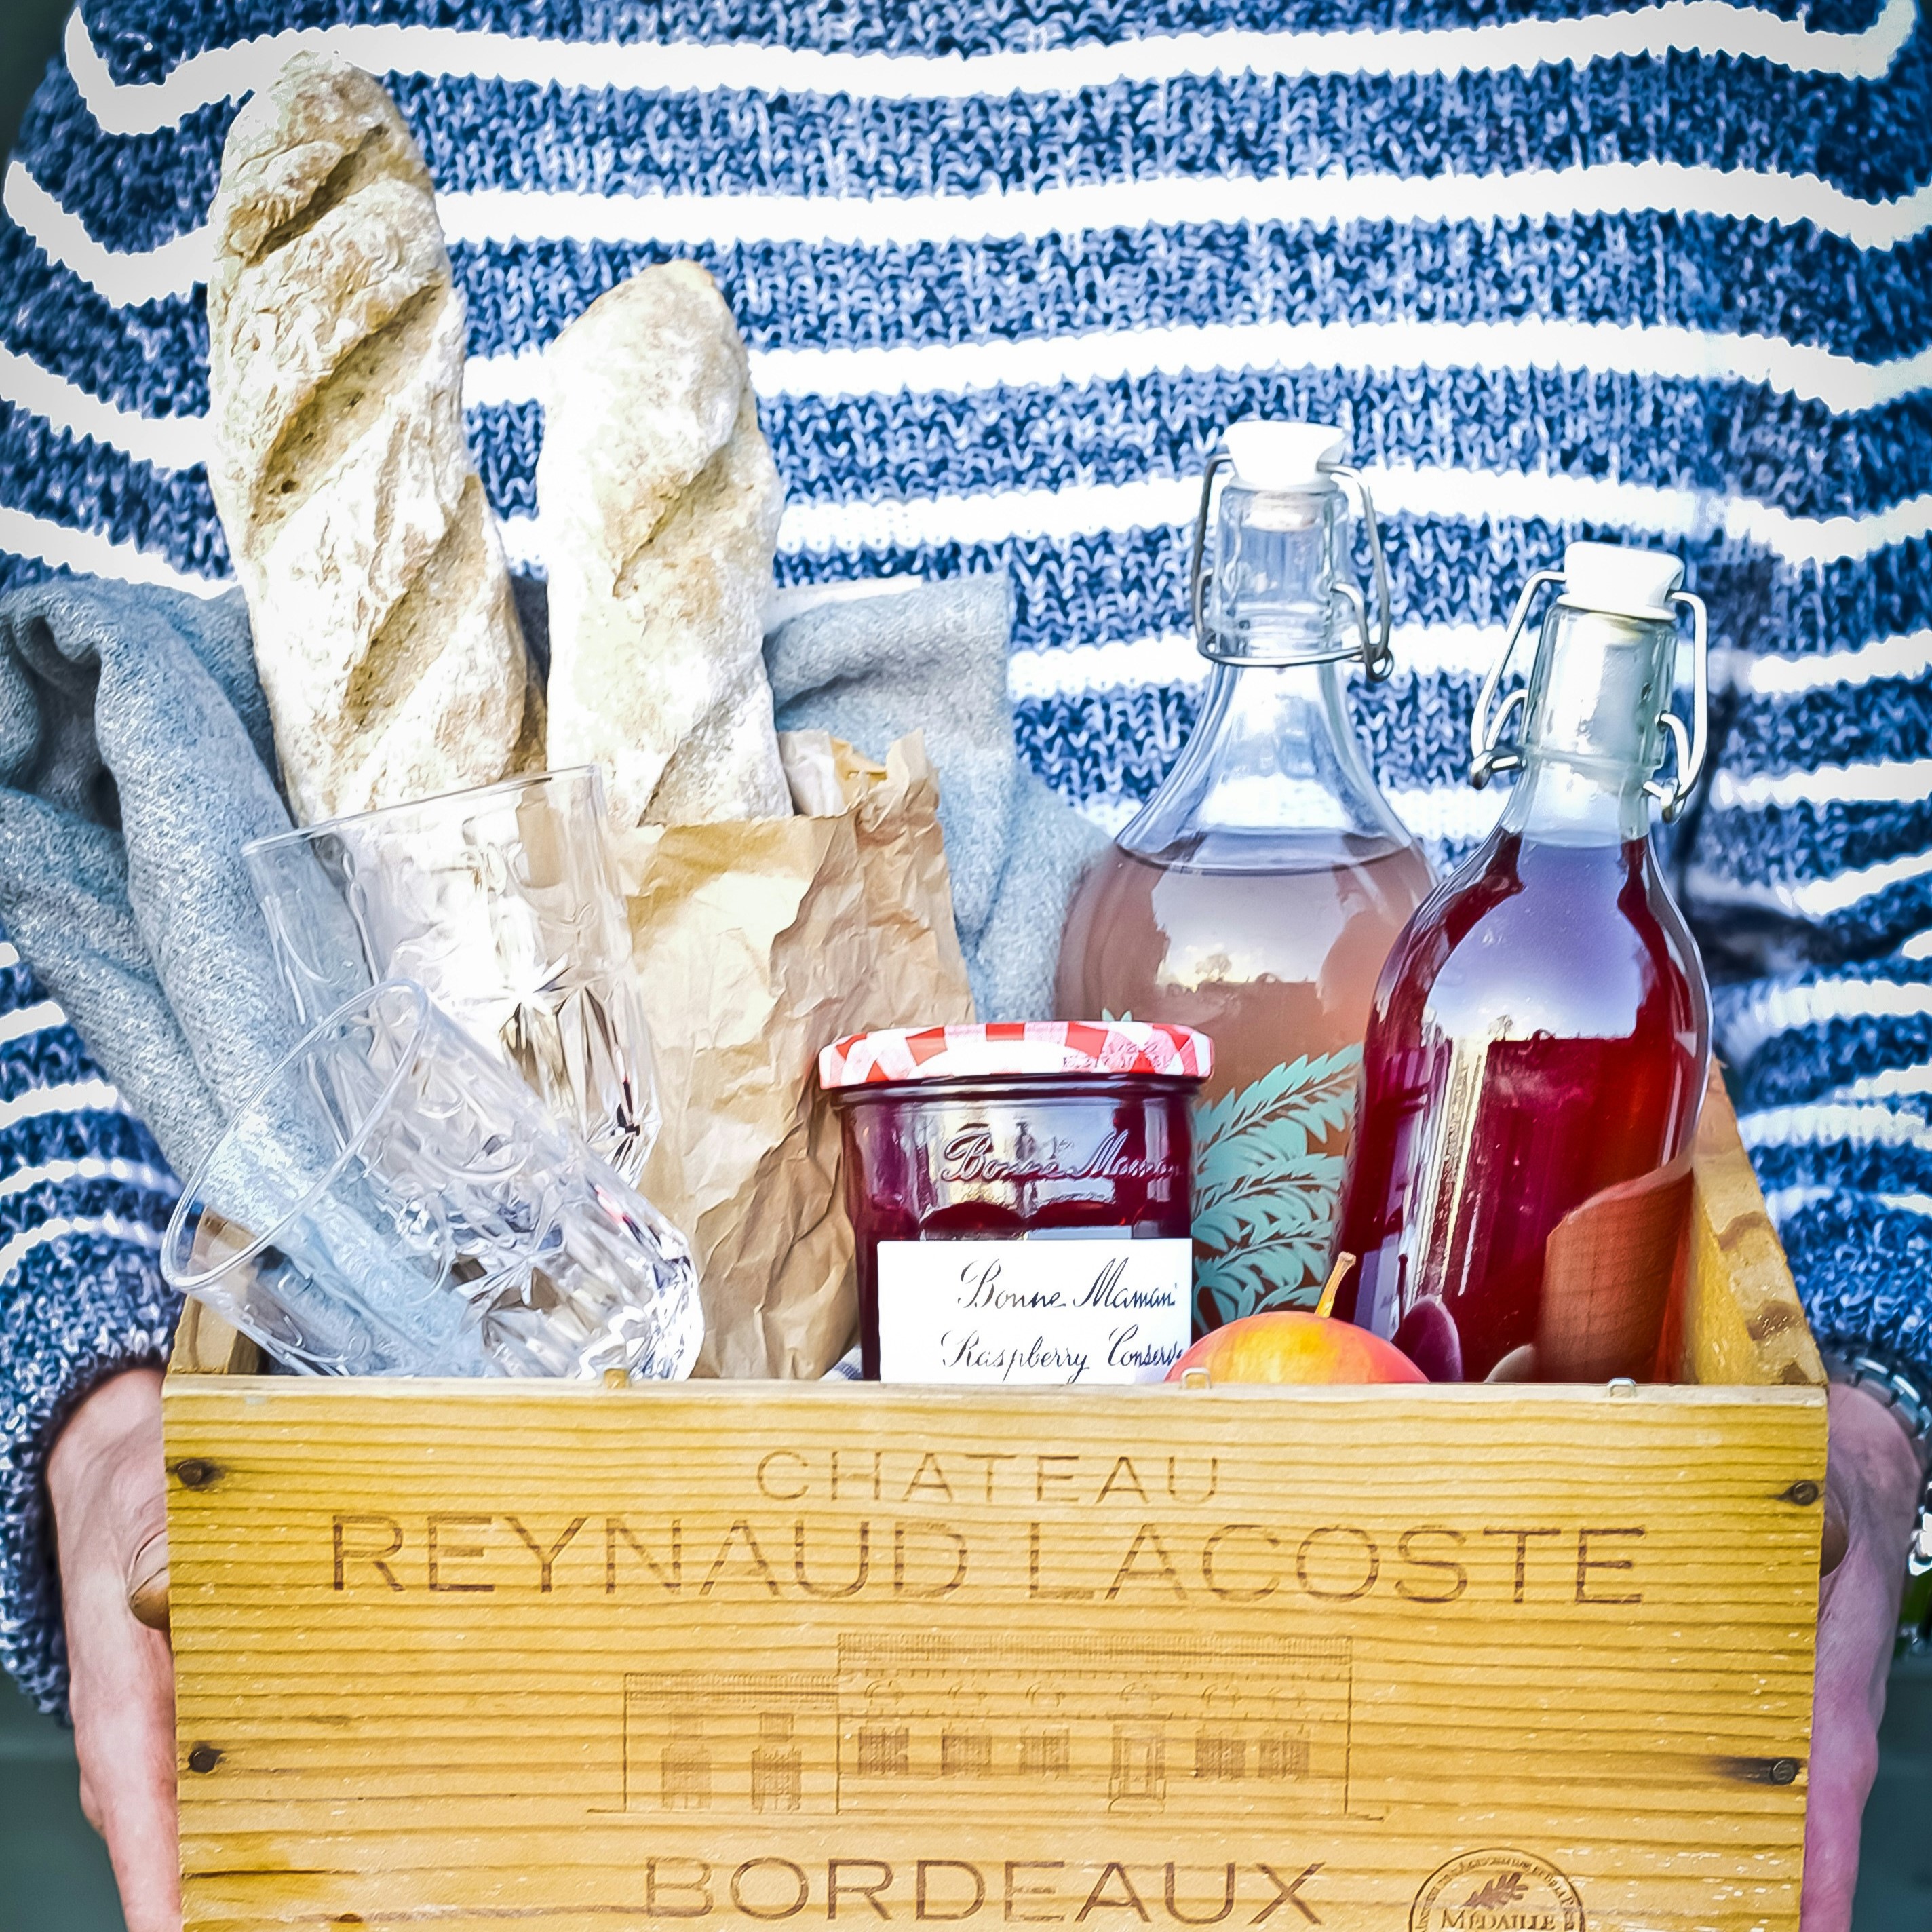 Bonne Maman
Bonne Maman
Raspberry Conserve
CHATEAU
REYNAUD LACOSTE
BORDEAUX
MEDAILLE